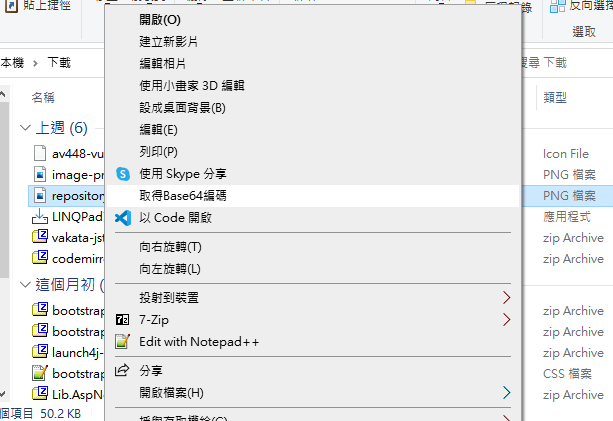 貼上捷徑
反向選擇
選取
本機 › 下載
搜尋 下載
名稱
類型
上週 (6)
av448-vu
Icon File
image-pr
PNG 檔案
repository
PNG 檔案
LINQPad
應用程式
vakata-jst
zip Archive
codemirr
zip Archive
這個月初 (
bootstrap
zip Archive
bootstrap
zip Archive
launch4j-
zip Archive
bootstrap
CSS 檔案
Lib.AspNe
zip Archive
個項目 50.2 KB
開啟(O)
建立新影片
編輯相片
使用小畫家 3D 編輯
設成桌面背景(B)
編輯(E)
列印(P)
使用 Skype 分享
取得Base64編碼
以 Code 開啟
向右旋轉(T)
向左旋轉(L)
投射到裝置
7-Zip
Edit with Notepad++
分享
開啟檔案(H)